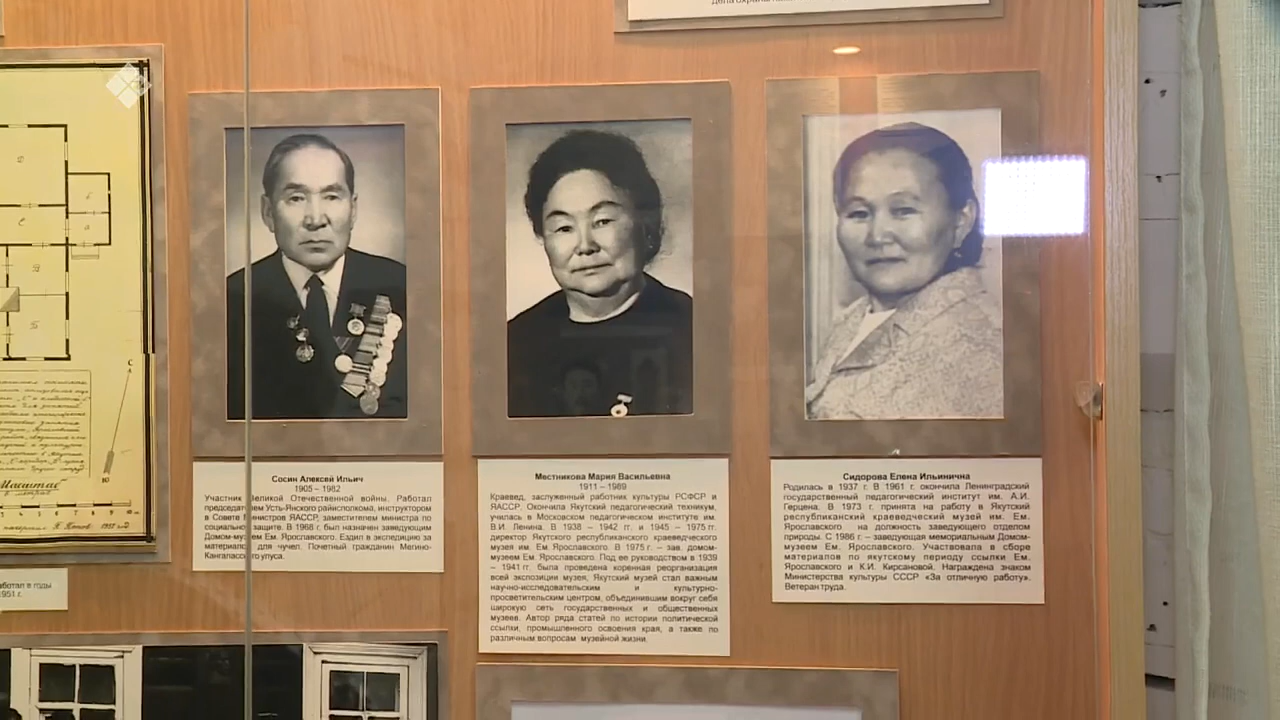 Сосин Алексей Ильич
1905 – 1982
Участник Великой Отечественной войны. Работал
председателем Усть-Янского райисполкома, инструктором
в Совете Министров ЯАССР, заместителем министра по
социальной защите. В 1968 г. был назначен заведующим
Домом-музеем Ем. Ярославского. Ездил в экспедицию за
материалом для чучел. Почетный гражданин Мегино-
Кангаласского улуса.
Местникова Мария Васильевна
1911 – 1989
Краевед, заслуженный работник культуры РСФСР и
ЯАССР. Окончила Якутский педагогический техникум,
училась в Московском педагогическом институте им.
В.И. Ленина. В 1938 – 1942 гг. и 1945 – 1975 гг.
директор Якутского республиканского краеведческого
музея им. Ем. Ярославского. В 1975 г. – зав. домом-
музеем Ем. Ярославского. Под ее руководством в 1939
– 1941 гг. была проведена коренная реорганизация
всей экспозиции музея, Якутский музей стал важным
научно-исследовательским и культурно-
просветительским центром, объединившим вокруг себя
широкую сеть государственных и общественных
музеев. Автор ряда статей по истории политической
ссылки, промышленного освоения края, а также по
различным вопросам музейной жизни.
Сидорова Елена Ильинична
Родилась в 1937 г. В 1961 г. окончила Ленинградский
государственный педагогический институт им. А.И.
Герцена. В 1973 г. принята на работу в Якутский
республиканский краеведческий музей им. Ем.
Ярославского на должность заведующего отделом
природы. С 1986 г. – заведующая мемориальным Домом-
музеем Ем. Ярославского. Участвовала в сборе
материалов по якутскому периоду ссылки Ем.
Ярославского и К.И. Кирсановой. Награждена знаком
Министерства культуры СССР «За отличную работу».
Ветеран труда.
Масштаб
в метрах
работал в годы
1951 г.